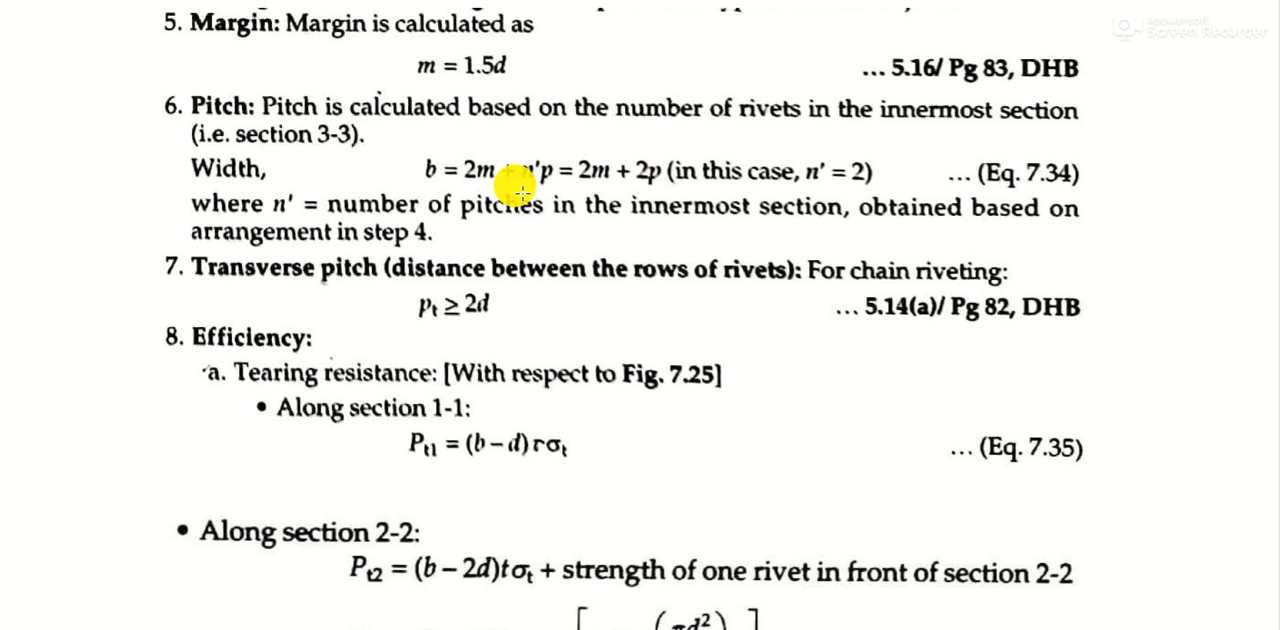 5. Margin: Margin is calculated as
m = 1.5d ... 5.16/ Pg 83, DHB
6. Pitch: Pitch is calculated based on the number of rivets in the innermost section
(i.e. section 3-3).
Width, b = 2m + n'p = 2m + 2p (in this case, n' = 2) ... (Eq. 7.34)
where n' = number of pitches in the innermost section, obtained based on
arrangement in step 4.
7. Transverse pitch (distance between the rows of rivets): For chain riveting:
pₜ ≥ 2d ... 5.14(a)/ Pg 82, DHB
8. Efficiency:
a. Tearing resistance: [With respect to Fig. 7.25]
• Along section 1-1:
Pₜ₁ = (b – d) τσₜ ... (Eq. 7.35)
• Along section 2-2:
Pₜ₂ = (b – 2d)tσₜ + strength of one rivet in front of section 2-2
[ (πd²) ]
Apowersoft
Screen Recorder